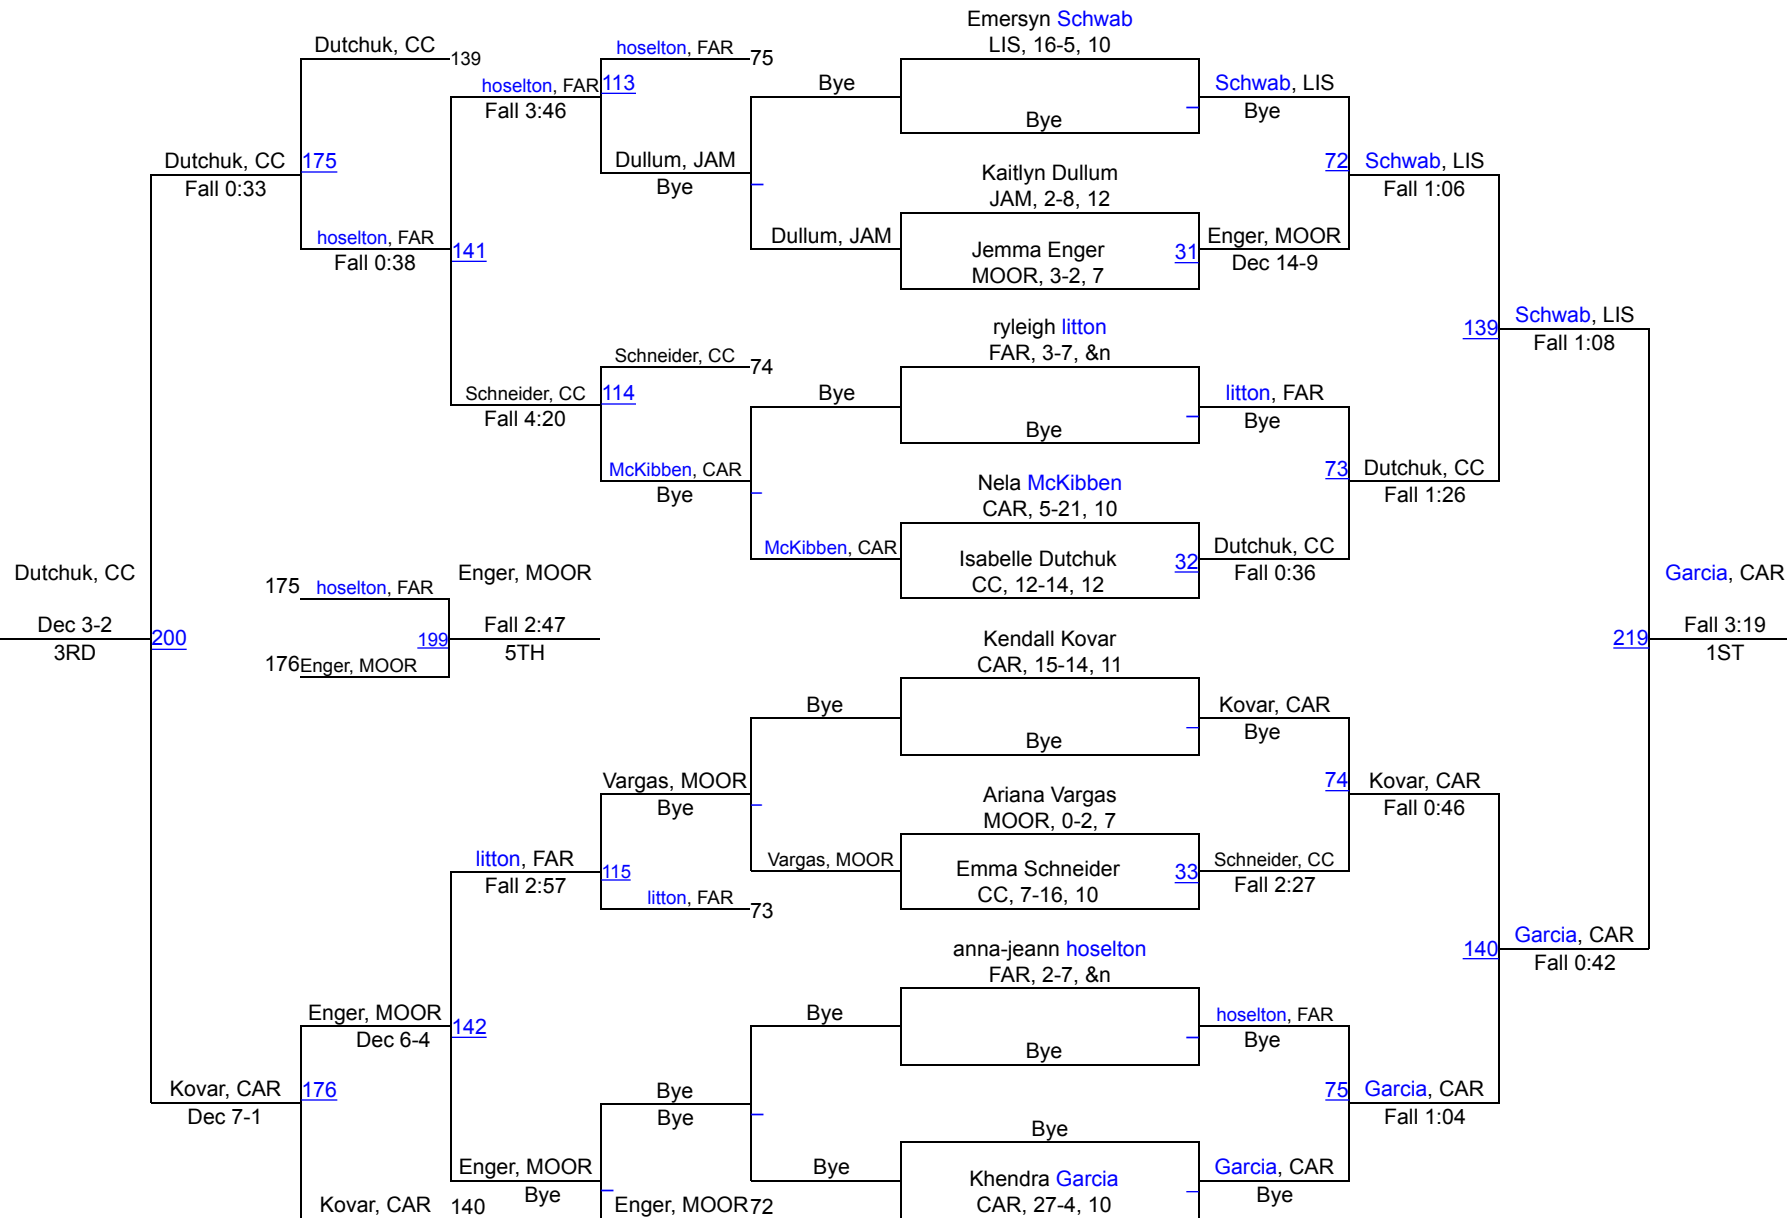 Emersyn Schwab
LIS, 16-5, 10
Dutchuk, CC
139
hoselton, FAR
75
hoselton, FAR
113
Fall 3:46
Bye
Schwab, LIS
Bye
Bye
Dutchuk, CC
175
Fall 0:33
Dullum, JAM
Bye
Kaitlyn Dullum
JAM, 2-8, 12
72
Schwab, LIS
Fall 1:06
hoselton, FAR
Fall 0:38
141
Dullum, JAM
Jemma Enger
MOOR, 3-2, 7
31
Enger, MOOR
Dec 14-9
ryleigh litton
FAR, 3-7, &n
139
Schwab, LIS
Fall 1:08
Schneider, CC
74
Schneider, CC
114
Fall 4:20
Bye
litton, FAR
Bye
Bye
McKibben, CAR
Bye
Nela McKibben
CAR, 5-21, 10
73
Dutchuk, CC
Fall 1:26
McKibben, CAR
Isabelle Dutchuk
CC, 12-14, 12
32
Dutchuk, CC
Fall 0:36
Dutchuk, CC
175
hoselton, FAR
Enger, MOOR
Garcia, CAR
Dec 3-2
200
3RD
199
Fall 2:47
5TH
176
Enger, MOOR
Kendall Kovar
CAR, 15-14, 11
219
Fall 3:19
1ST
Bye
Kovar, CAR
Bye
Bye
Vargas, MOOR
Bye
Ariana Vargas
MOOR, 0-2, 7
74
Kovar, CAR
Fall 0:46
litton, FAR
115
Fall 2:57
Vargas, MOOR
Emma Schneider
CC, 7-16, 10
33
Schneider, CC
Fall 2:27
litton, FAR
73
anna-jeann hoselton
FAR, 2-7, &n
140
Garcia, CAR
Fall 0:42
Enger, MOOR
142
Dec 6-4
Bye
hoselton, FAR
Bye
Bye
Kovar, CAR
176
Dec 7-1
Bye
Bye
75
Garcia, CAR
Fall 1:04
Bye
Enger, MOOR
Bye
Bye
Khendra Garcia
CAR, 27-4, 10
Garcia, CAR
Bye
Kovar, CAR
140
Enger, MOOR
72